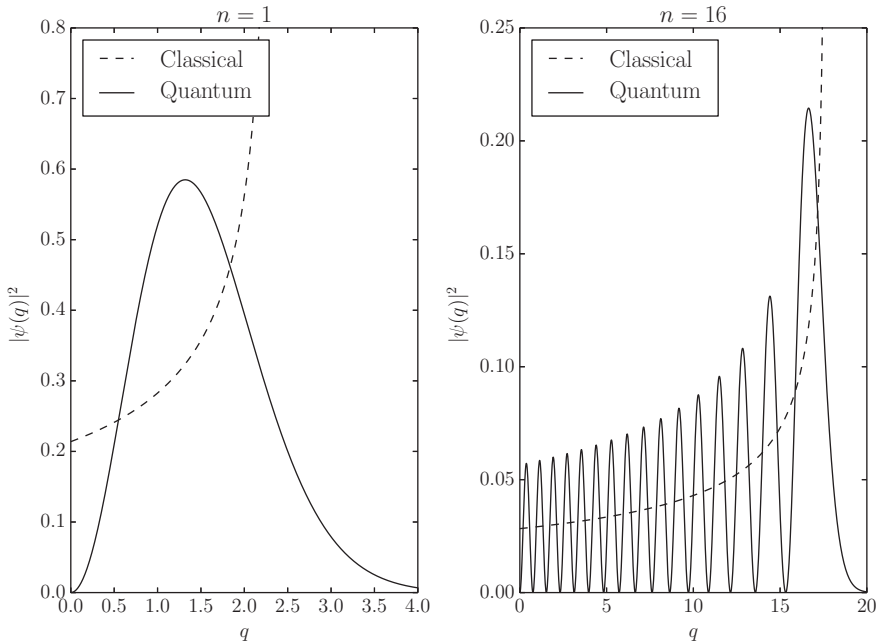 n = 1
0.8
0.7
0.6
0.5
0.4
0.3
0.2
0.1
0.0
|ψ(q)|²
Classical
Quantum
0.0 0.5 1.0 1.5 2.0 2.5 3.0 3.5 4.0
q
n = 16
0.25
0.20
0.15
0.10
0.05
0.00
|ψ(q)|²
Classical
Quantum
0 5 10 15 20
q